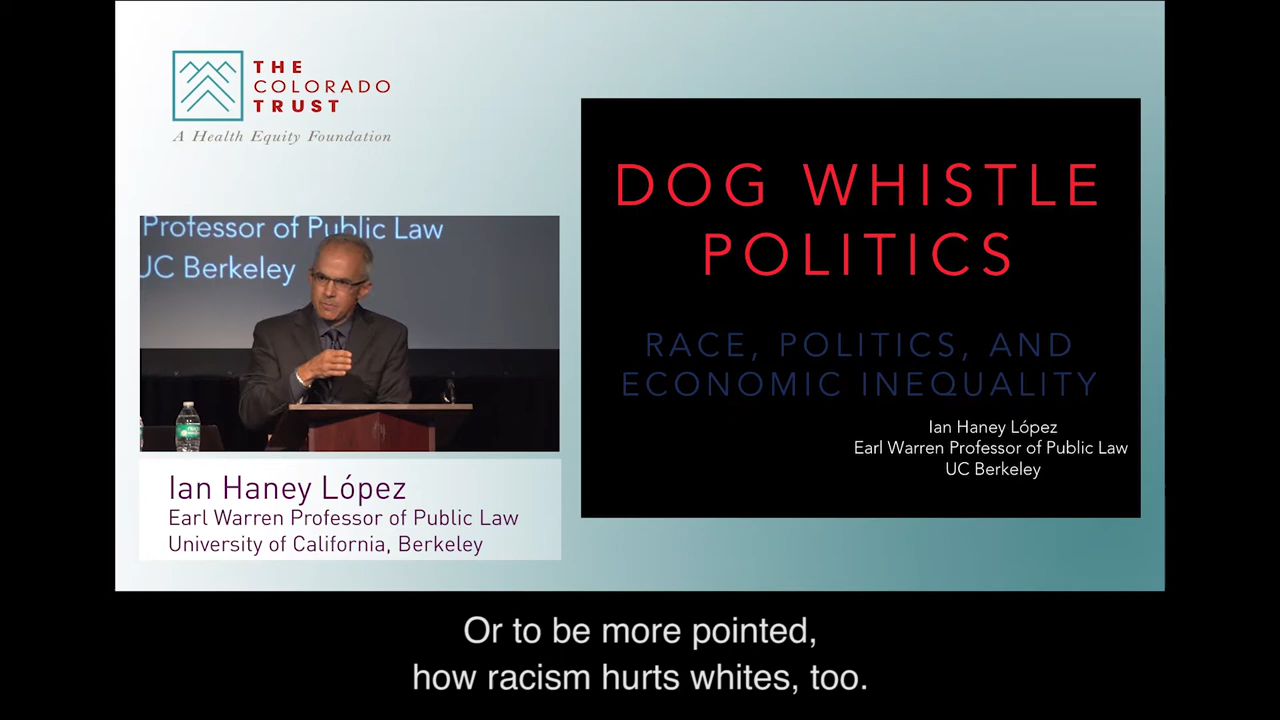 THE
COLORADO
TRUST
A Health Equity Foundation
Professor of Public Law
UC Berkeley
Ian Haney López
Earl Warren Professor of Public Law
University of California, Berkeley
DOG WHISTLE
POLITICS
RACE, POLITICS, AND
ECONOMIC INEQUALITY
Ian Haney López
Earl Warren Professor of Public Law
UC Berkeley
Or to be more pointed,
how racism hurts whites, too.